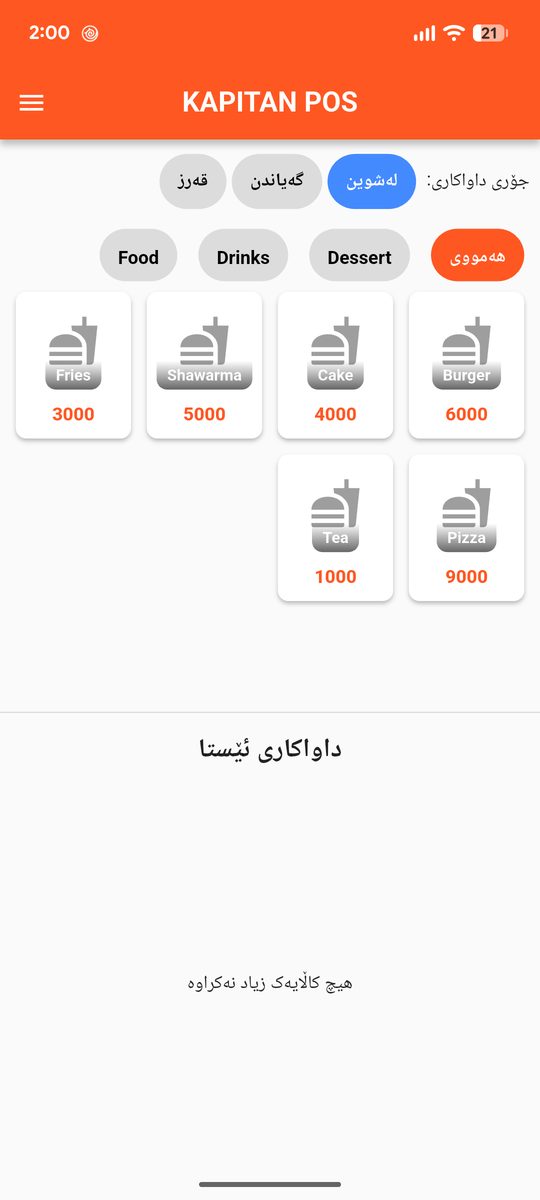 2:00
21
KAPITAN POS
جۆری داواکاری: لەشوین گەیاندن قەرز
هەمووی Dessert Drinks Food
Burger Cake Shawarma Fries
6000 4000 5000 3000
Pizza Tea
9000 1000
داواکاری ئێستا
هیچ کاڵایەک زیاد نەکراوە